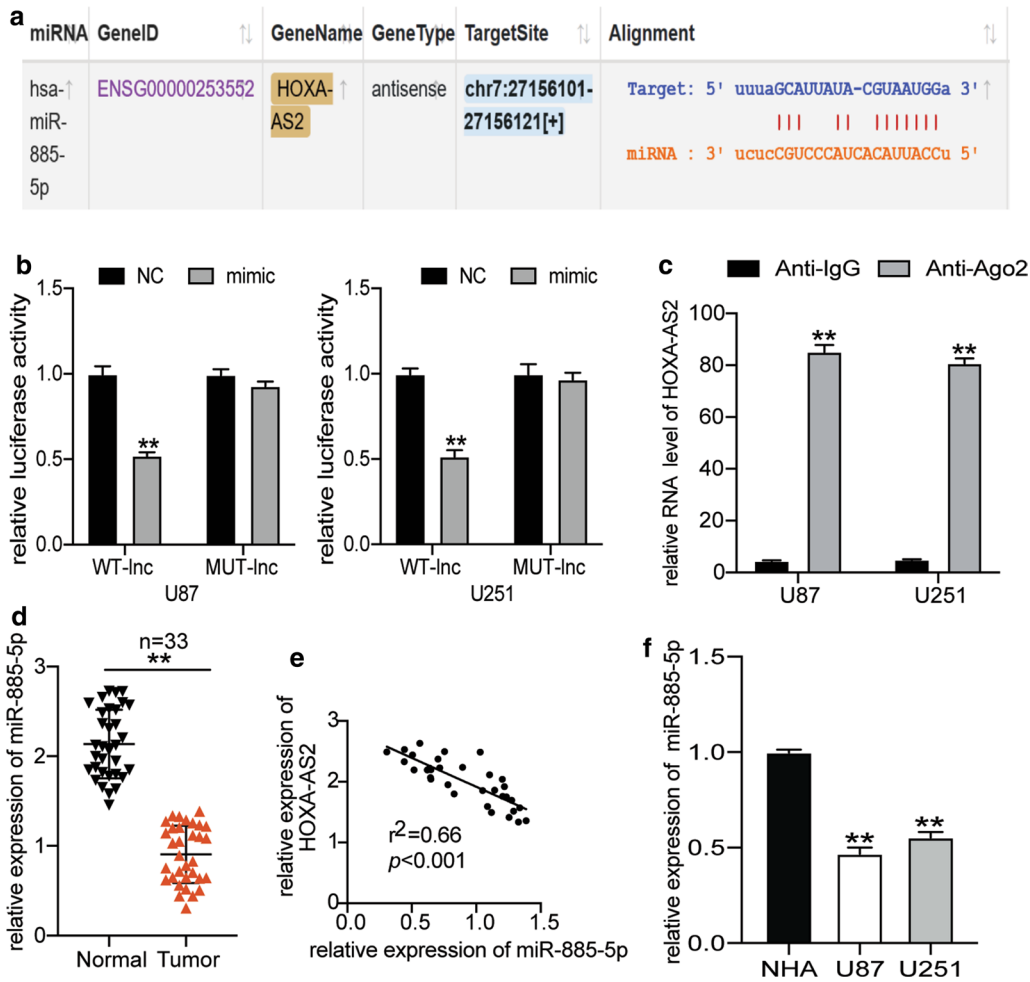 a
miRNA GeneID GeneName GeneType TargetSite Alignment
hsa- ENSG00000253552 HOXA- antisense chr7:27156101- Target: 5' uuuaGCAUUAUA-CGUAAUGGa 3'
miR- AS2 27156121[+]
885- miRNA : 3' ucucCGUCCCAUCACAUUACCu 5'
5p
b
NC mimic
relative luciferase activity
1.5
1.0
0.5
0.0
**
WT-lnc MUT-lnc
U87
NC mimic
relative luciferase activity
1.5
1.0
0.5
0.0
**
WT-lnc MUT-lnc
U251
c
Anti-IgG Anti-Ago2
relative RNA level of HOXA-AS2
100
80
60
40
20
0
** **
U87 U251
d
n=33
**
relative expression of miR-885-5p
3
2
1
0
Normal Tumor
e
relative expression of
HOXA-AS2
3
2
1
0
r2=0.66
p<0.001
0.0 0.5 1.0 1.5
relative expression of miR-885-5p
f
relative expression of miR-885-5p
1.5
1.0
0.5
0.0
** **
NHA U87 U251